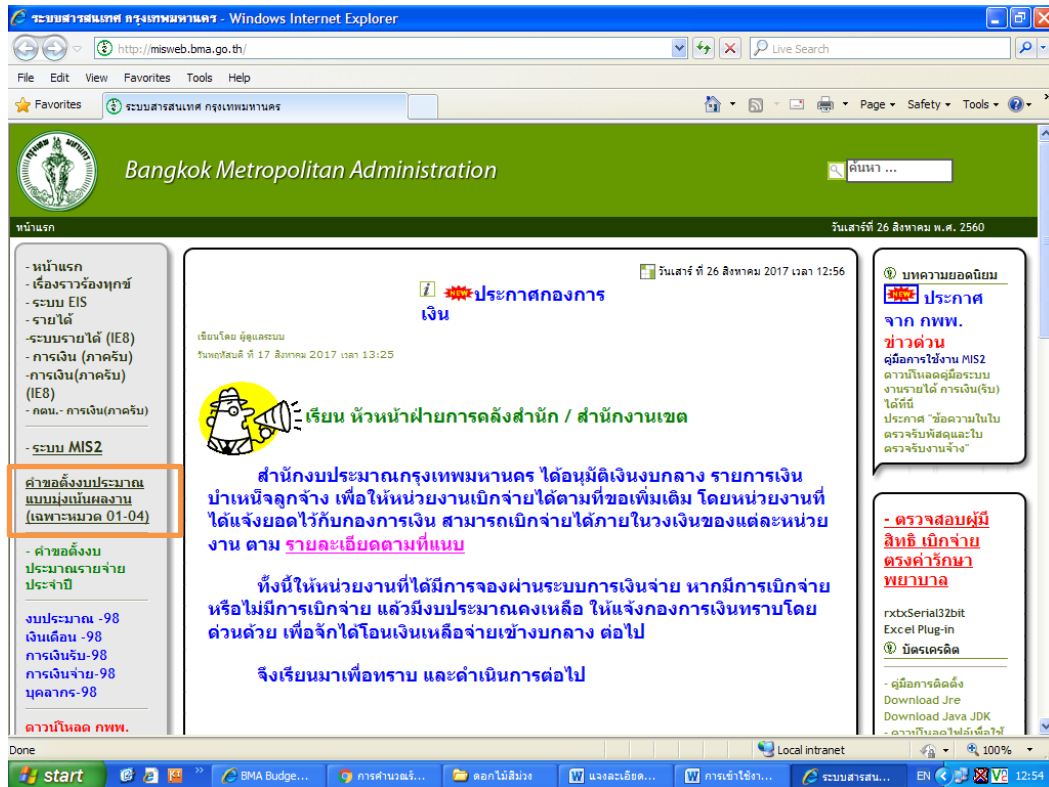 ระบบสารสนเทศ กรุงเทพมหานคร - Windows Internet Explorer
http://misweb.bma.go.th/
Live Search
File Edit View Favorites Tools Help
Favorites
ระบบสารสนเทศ กรุงเทพมหานคร
Page Safety Tools
Bangkok Metropolitan Administration
ค้นหา ...
หน้าแรก
วันเสาร์ที่ 26 สิงหาคม พ.ศ. 2560
- หน้าแรก
- เรื่องราวร้องทุกข์
- ระบบ EIS
- รายได้
-ระบบรายได้ (IE8)
- การเงิน (ภาครับ)
-การเงิน(ภาครับ)
(IE8)
- กดน.- การเงิน(ภาครับ)
- ระบบ MIS2
คำขอตั้งงบประมาณ
แบบมุ่งเน้นผลงาน
(เฉพาะหมวด 01-04)
- คำขอตั้งงบ
ประมาณรายจ่าย
ประจำปี
งบประมาณ -98
เงินเดือน -98
การเงินรับ-98
การเงินจ่าย-98
บุคลากร-98
ดาวน์โหลด กพพ.
วันเสาร์ ที่ 26 สิงหาคม 2017 เวลา 12:56
NEW ประกาศกองการ
เงิน
เขียนโดย ผู้ดูแลระบบ
วันพฤหัสบดี ที่ 17 สิงหาคม 2017 เวลา 13:25
เรียน หัวหน้าฝ่ายการคลังสำนัก / สำนักงานเขต
สำนักงบประมาณกรุงเทพมหานคร ได้อนุมัติเงินงบกลาง รายการเงิน
บำเหน็จลูกจ้าง เพื่อให้หน่วยงานเบิกจ่ายได้ตามที่ขอเพิ่มเติม โดยหน่วยงานที่
ได้แจ้งยอดไว้กับกองการเงิน สามารถเบิกจ่ายได้ภายในวงเงินของแต่ละหน่วย
งาน ตาม รายละเอียดตามที่แนบ
ทั้งนี้ให้หน่วยงานที่ได้มีการจองผ่านระบบการเงินจ่าย หากมีการเบิกจ่าย
หรือไม่มีการเบิกจ่าย แล้วมีงบประมาณคงเหลือ ให้แจ้งกองการเงินทราบโดย
ด่วนด้วย เพื่อจักได้โอนเงินเหลือจ่ายเข้างบกลาง ต่อไป
จึงเรียนมาเพื่อทราบ และดำเนินการต่อไป
บทความยอดนิยม
NEW ประกาศ
จาก กพพ.
ข่าวด่วน
คู่มือการใช้งาน MIS2
ดาวน์โหลดคู่มือระบบ
งานรายได้ การเงิน(รับ)
ได้ที่นี่
ประกาศ "ข้อความในใบ
ตรวจรับพัสดุและใบ
ตรวจรับงานจ้าง"
- ตรวจสอบผู้มี
สิทธิ เบิกจ่าย
ตรงค่ารักษา
พยาบาล
rxtxSerial32bit
Excel Plug-in
บัตรเครดิต
- คู่มือการติดตั้ง
Download Jre
Download Java JDK
- ดาวน์โหลดไฟล์เพื่อใช้
Done
Local intranet
100%
start
BMA Budge...
การคำนวณร้...
ดอกไม้สีม่วง
แจงละเอียด...
การเข้าใช้งา...
ระบบสารสน...
EN
12:54